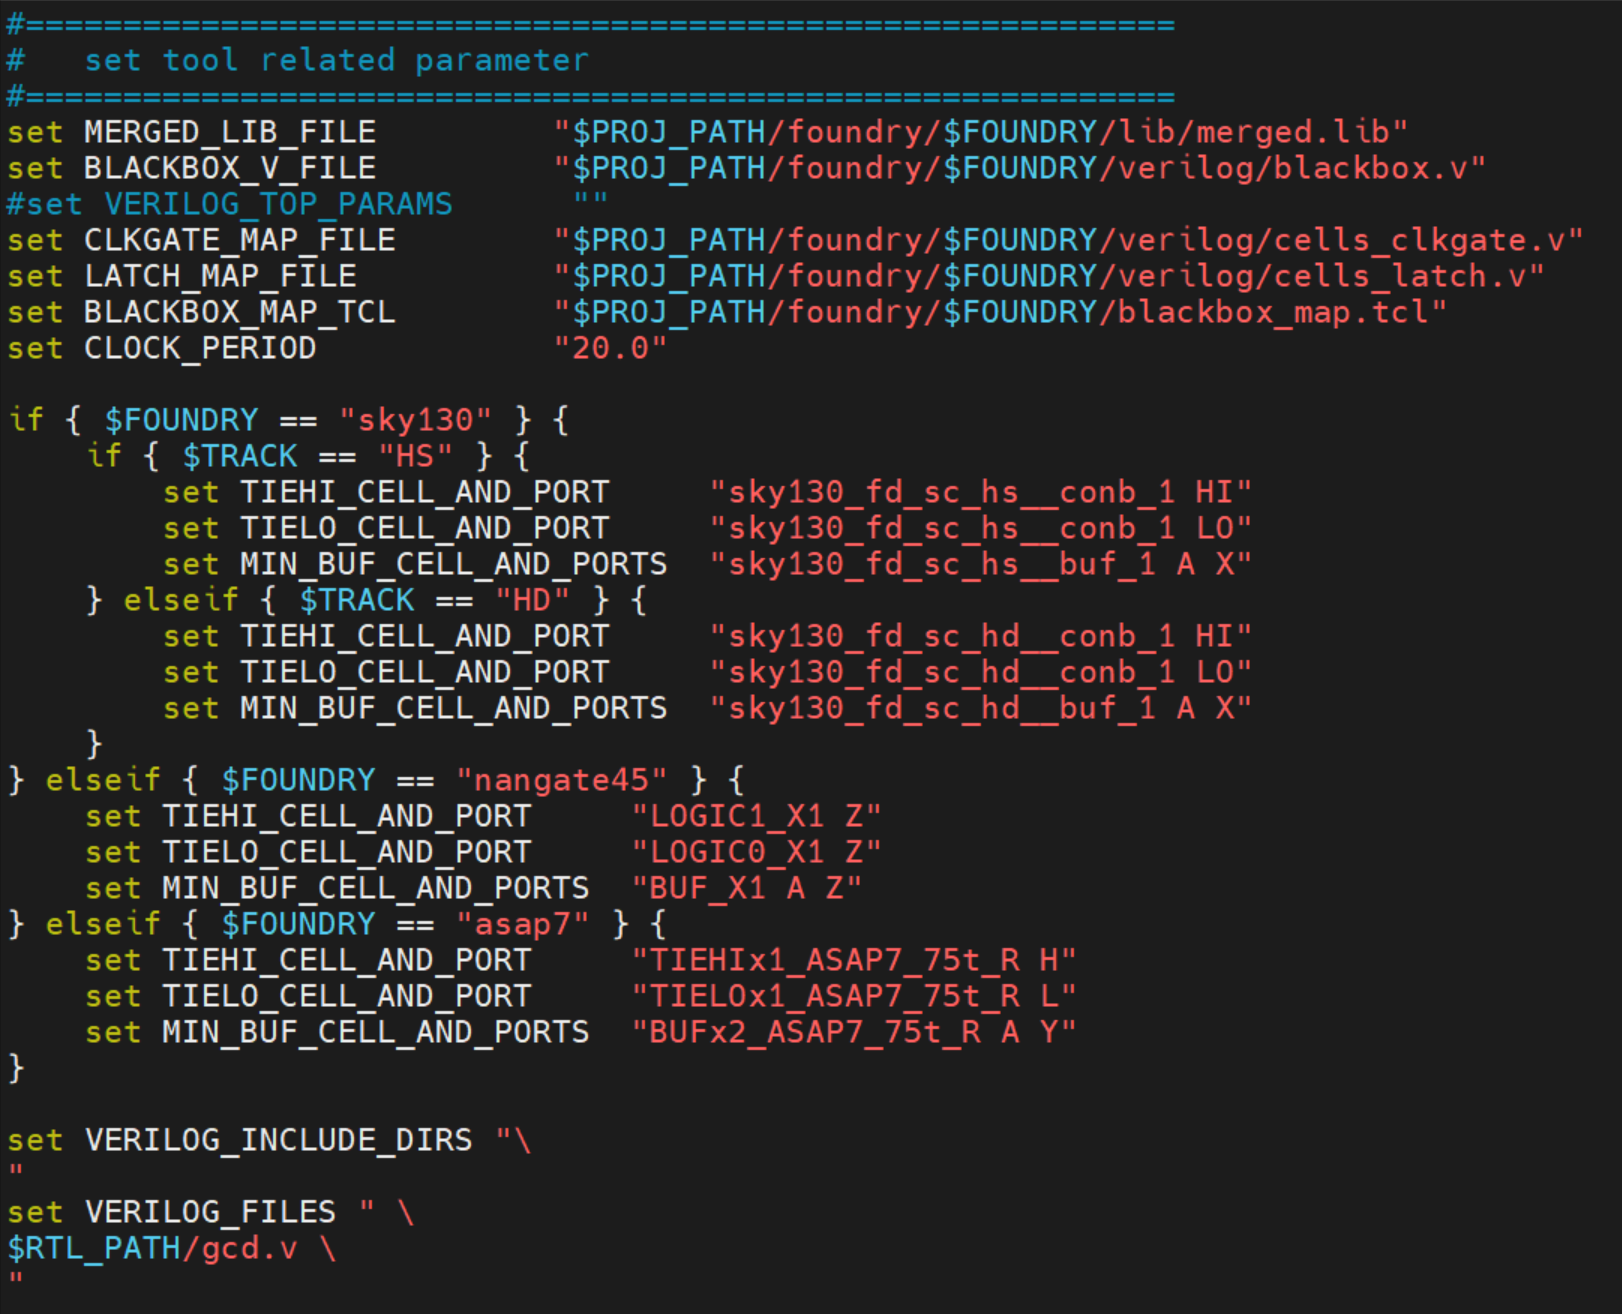 #===========================================================
#   set tool related parameter
#===========================================================
set MERGED_LIB_FILE         "$PROJ_PATH/foundry/$FOUNDRY/lib/merged.lib"
set BLACKBOX_V_FILE         "$PROJ_PATH/foundry/$FOUNDRY/verilog/blackbox.v"
#set VERILOG_TOP_PARAMS      ""
set CLKGATE_MAP_FILE        "$PROJ_PATH/foundry/$FOUNDRY/verilog/cells_clkgate.v"
set LATCH_MAP_FILE          "$PROJ_PATH/foundry/$FOUNDRY/verilog/cells_latch.v"
set BLACKBOX_MAP_TCL        "$PROJ_PATH/foundry/$FOUNDRY/blackbox_map.tcl"
set CLOCK_PERIOD            "20.0"

if { $FOUNDRY == "sky130" } {
    if { $TRACK == "HS" } {
        set TIEHI_CELL_AND_PORT     "sky130_fd_sc_hs__conb_1 HI"
        set TIELO_CELL_AND_PORT     "sky130_fd_sc_hs__conb_1 LO"
        set MIN_BUF_CELL_AND_PORTS  "sky130_fd_sc_hs__buf_1 A X"
    } elseif { $TRACK == "HD" } {
        set TIEHI_CELL_AND_PORT     "sky130_fd_sc_hd__conb_1 HI"
        set TIELO_CELL_AND_PORT     "sky130_fd_sc_hd__conb_1 LO"
        set MIN_BUF_CELL_AND_PORTS  "sky130_fd_sc_hd__buf_1 A X"
    }
} elseif { $FOUNDRY == "nangate45" } {
    set TIEHI_CELL_AND_PORT     "LOGIC1_X1 Z"
    set TIELO_CELL_AND_PORT     "LOGIC0_X1 Z"
    set MIN_BUF_CELL_AND_PORTS  "BUF_X1 A Z"
} elseif { $FOUNDRY == "asap7" } {
    set TIEHI_CELL_AND_PORT     "TIEHIx1_ASAP7_75t_R H"
    set TIELO_CELL_AND_PORT     "TIELOx1_ASAP7_75t_R L"
    set MIN_BUF_CELL_AND_PORTS  "BUFx2_ASAP7_75t_R A Y"
}

set VERILOG_INCLUDE_DIRS "\
"
set VERILOG_FILES " \
$RTL_PATH/gcd.v \
"